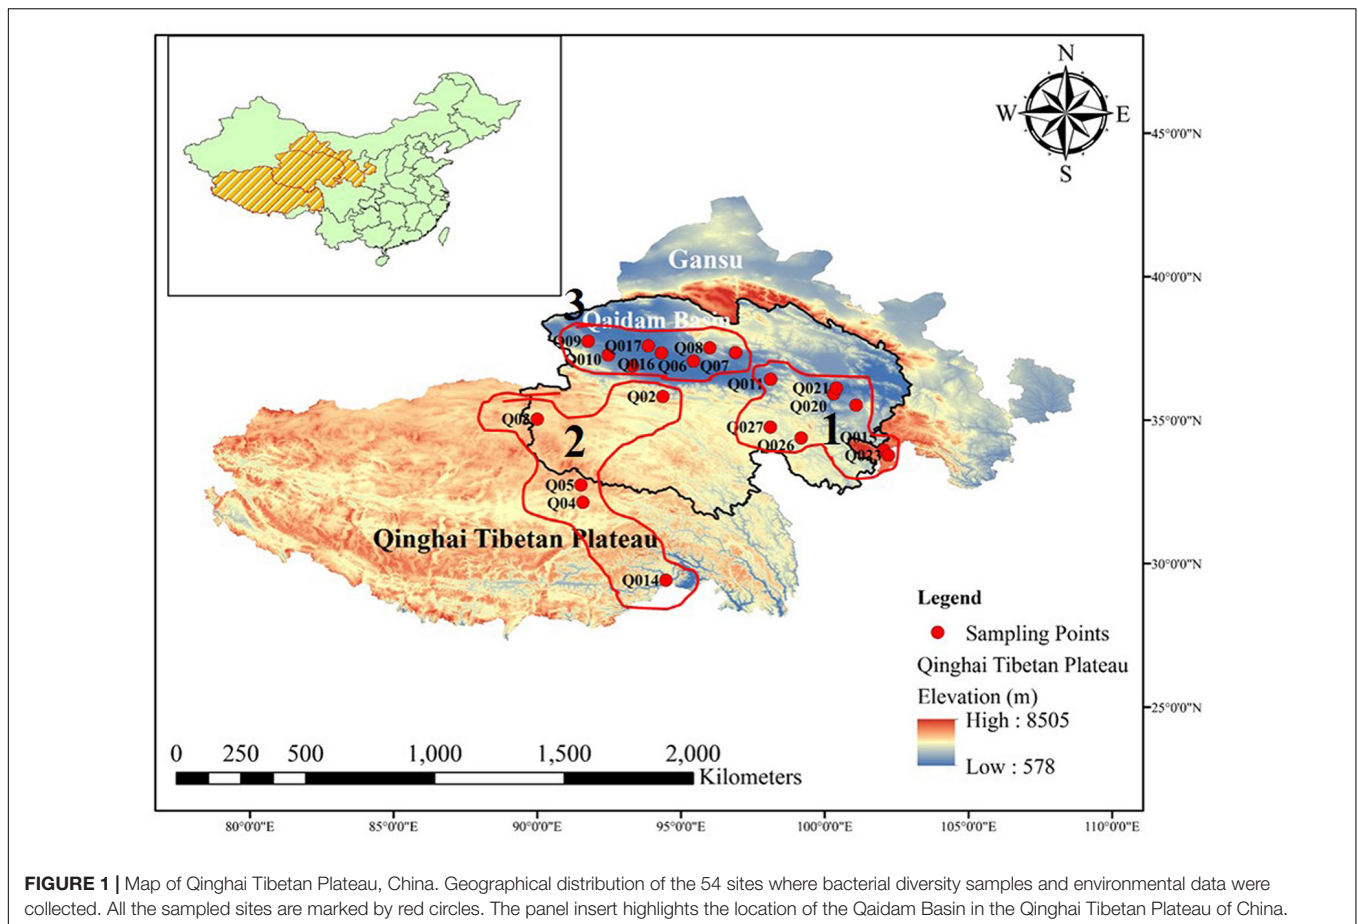 N
W E
S
45°0'0"N
Gansu
40°0'0"N
3
Qaidam Basin
Q09
Q017
Q08
Q010
Q016
Q06
Q07
Q011
Q021
Q02
Q020
35°0'0"N
Q027
1
2
Q026
Q015
Q023
Q05
Q04
Qinghai Tibetan Plateau
30°0'0"N
Q014
Legend
Sampling Points
Qinghai Tibetan Plateau
Elevation (m)
High : 8505
Low : 578
25°0'0"N
0 250 500 1,000 1,500 2,000
Kilometers
80°0'0"E 85°0'0"E 90°0'0"E 95°0'0"E 100°0'0"E 105°0'0"E 110°0'0"E
FIGURE 1 | Map of Qinghai Tibetan Plateau, China. Geographical distribution of the 54 sites where bacterial diversity samples and environmental data were
collected. All the sampled sites are marked by red circles. The panel insert highlights the location of the Qaidam Basin in the Qinghai Tibetan Plateau of China.